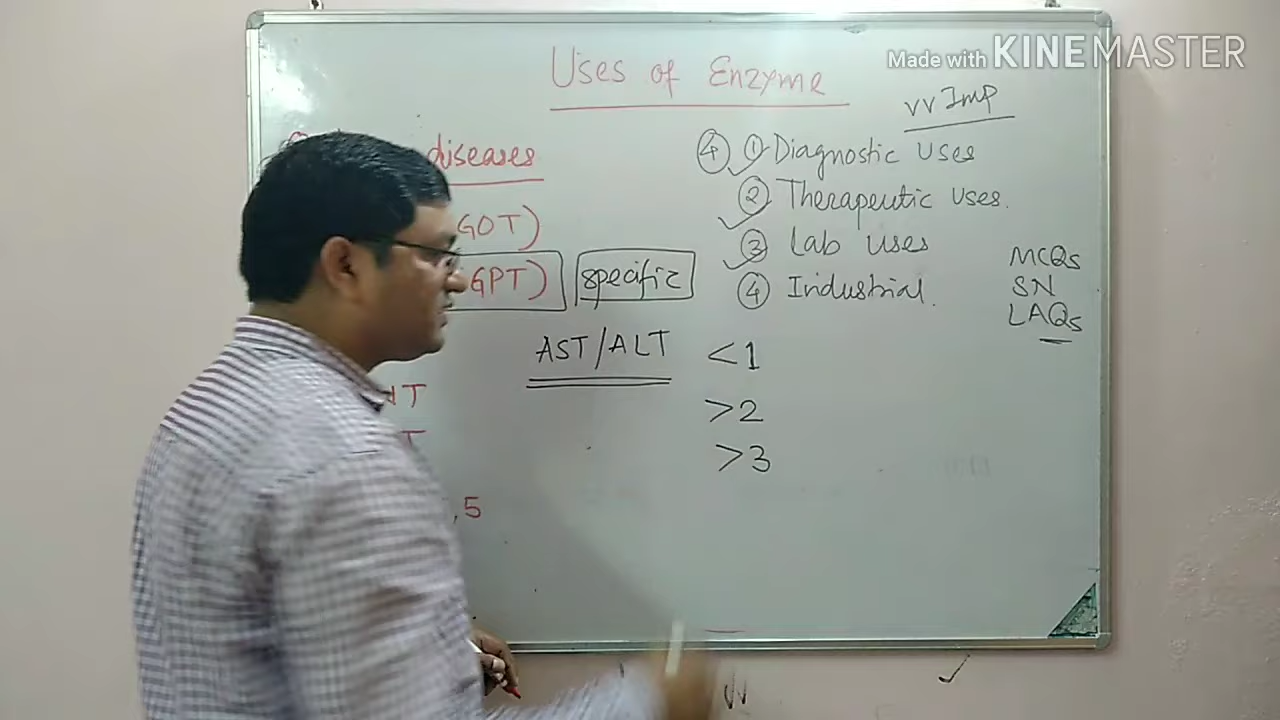 Made with KINEMASTER
Uses of Enzyme
vv Imp
diseases
④ ① Diagnostic Uses
② Therapeutic Uses.
GOT)
③ Lab Uses
GPT) specific
④ Industrial.
MCQs
SN
LAQs
AST/ALT <1
>2
>3
T
T
,5
vv